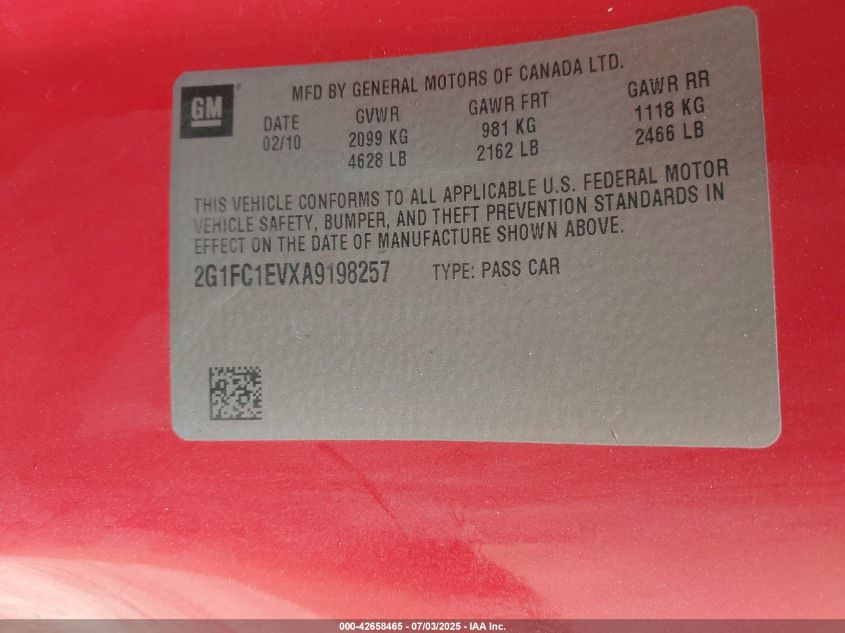 GM
®
MFD BY GENERAL MOTORS OF CANADA LTD.
DATE
02/10
GVWR
2099 KG
4628 LB
GAWR FRT
981 KG
2162 LB
GAWR RR
1118 KG
2466 LB
THIS VEHICLE CONFORMS TO ALL APPLICABLE U.S. FEDERAL MOTOR
VEHICLE SAFETY, BUMPER, AND THEFT PREVENTION STANDARDS IN
EFFECT ON THE DATE OF MANUFACTURE SHOWN ABOVE.
2G1FC1EVXA9198257 TYPE: PASS CAR
000-42658465 - 07/03/2025 - IAA Inc.